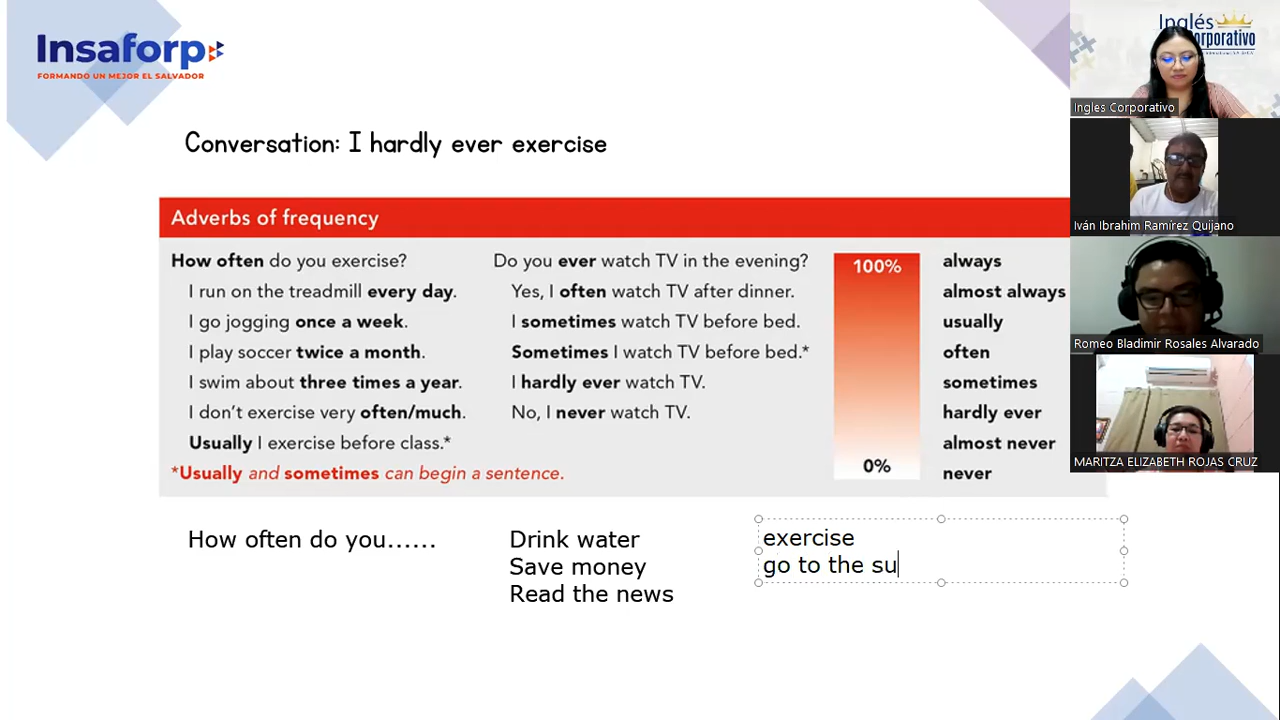 Insaforp
FORMANDO UN MEJOR EL SALVADOR
Inglés
Corporativo
Ingles Corporativo
Iván Ibrahim Ramírez Quijano
Romeo Bladimir Rosales Alvarado
MARITZA ELIZABETH ROJAS CRUZ
Conversation: I hardly ever exercise
Adverbs of frequency
How often do you exercise?
I run on the treadmill every day.
I go jogging once a week.
I play soccer twice a month.
I swim about three times a year.
I don't exercise very often/much.
Usually I exercise before class.*
*Usually and sometimes can begin a sentence.
Do you ever watch TV in the evening?
Yes, I often watch TV after dinner.
I sometimes watch TV before bed.
Sometimes I watch TV before bed.*
I hardly ever watch TV.
No, I never watch TV.
100%
0%
always
almost always
usually
often
sometimes
hardly ever
almost never
never
How often do you......
Drink water
Save money
Read the news
exercise
go to the su